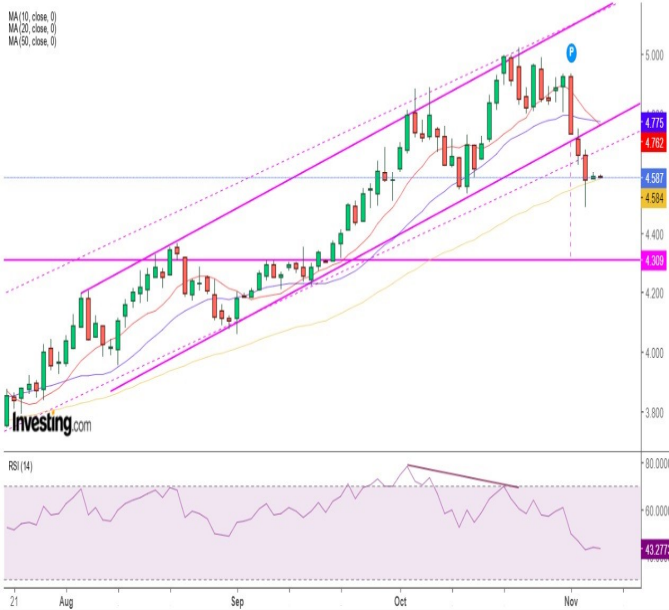 MA (10, close, 0)
MA (20, close, 0)
MA (50, close, 0)
P
5.000
4.775
4.762
4.587
4.584
4.400
4.309
4.200
4.000
3.800
Investing.com
RSI (14)
80.000
60.0000
43.277
21 Aug Sep Oct Nov